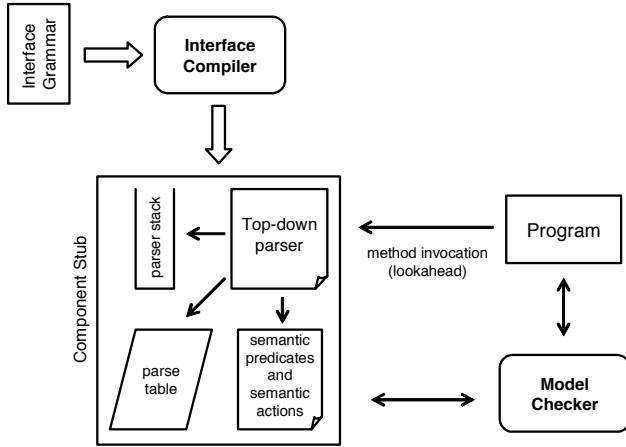 Interface
Grammar
Interface
Compiler
Component Stub
parser stack
Top-down
parser
parse
table
semantic
predicates
and
semantic
actions
method invocation
(lookahead)
Program
Model
Checker